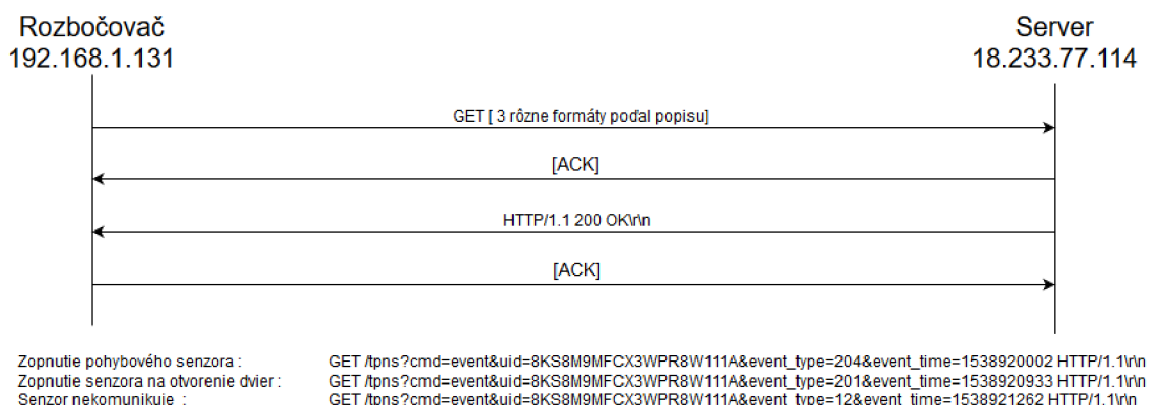 Rozbočovač
192.168.1.131
Server
18.233.77.114
GET [ 3 rôzne formáty poďal popisu]
[ACK]
HTTP/1.1 200 OK\r\n
[ACK]
Zopnutie pohybového senzora : GET /tpns?cmd=event&uid=8KS8M9MFCX3WPR8W111A&event_type=204&event_time=1538920002 HTTP/1.1\r\n
Zopnutie senzora na otvorenie dvier : GET /tpns?cmd=event&uid=8KS8M9MFCX3WPR8W111A&event_type=201&event_time=1538920933 HTTP/1.1\r\n
Senzor nekomunikuje : GET /tpns?cmd=event&uid=8KS8M9MFCX3WPR8W111A&event_type=12&event_time=1538921262 HTTP/1.1\r\n